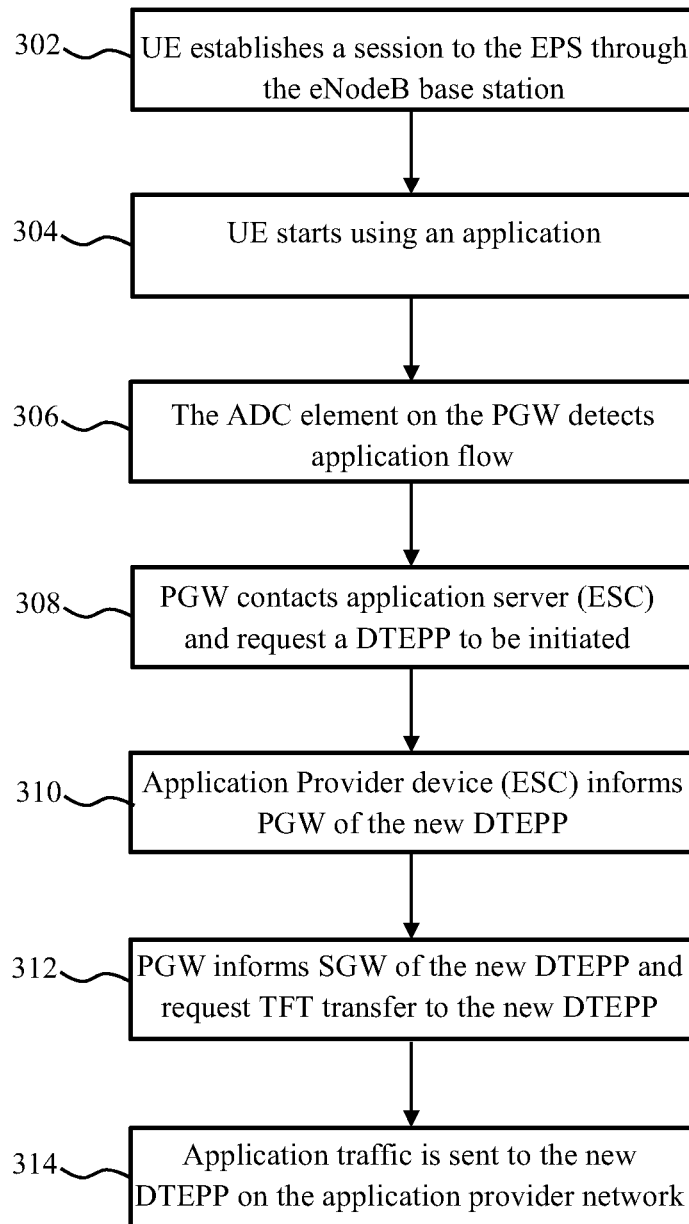 302
UE establishes a session to the EPS through
the eNodeB base station
304
UE starts using an application
306
The ADC element on the PGW detects
application flow
308
PGW contacts application server (ESC)
and request a DTEPP to be initiated
310
Application Provider device (ESC) informs
PGW of the new DTEPP
312
PGW informs SGW of the new DTEPP and
request TFT transfer to the new DTEPP
314
Application traffic is sent to the new
DTEPP on the application provider network